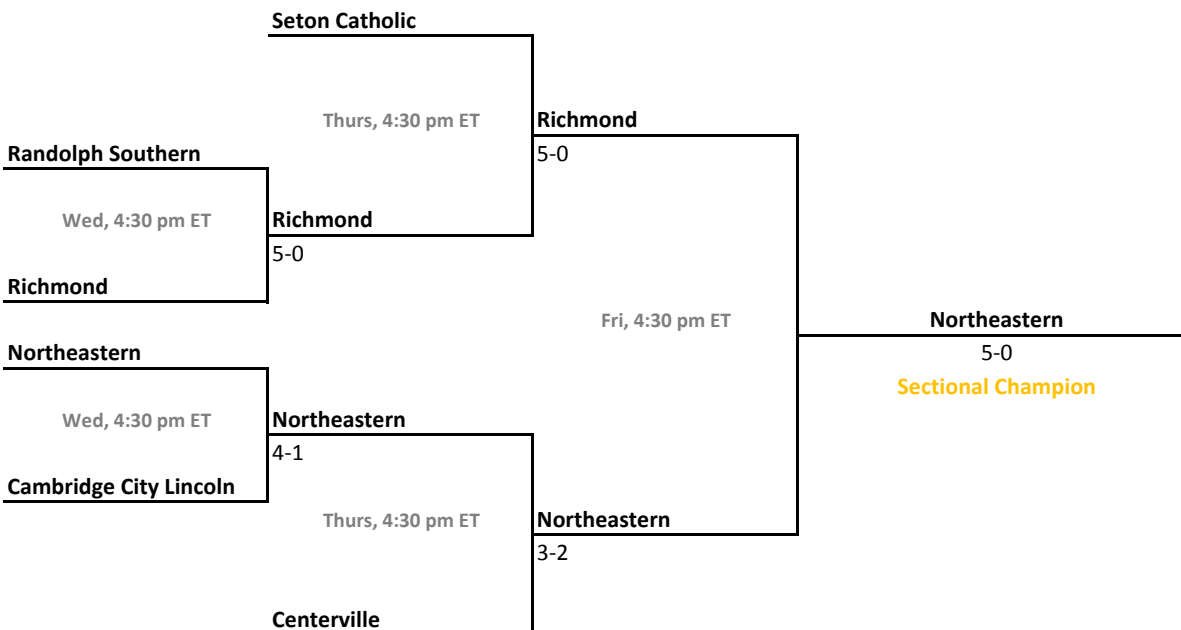 Seton Catholic
Thurs, 4:30 pm ET
Richmond
5-0
Randolph Southern
Wed, 4:30 pm ET
Richmond
5-0
Richmond
Fri, 4:30 pm ET
Northeastern
5-0
Sectional Champion
Northeastern
Wed, 4:30 pm ET
Northeastern
4-1
Cambridge City Lincoln
Thurs, 4:30 pm ET
Northeastern
3-2
Centerville